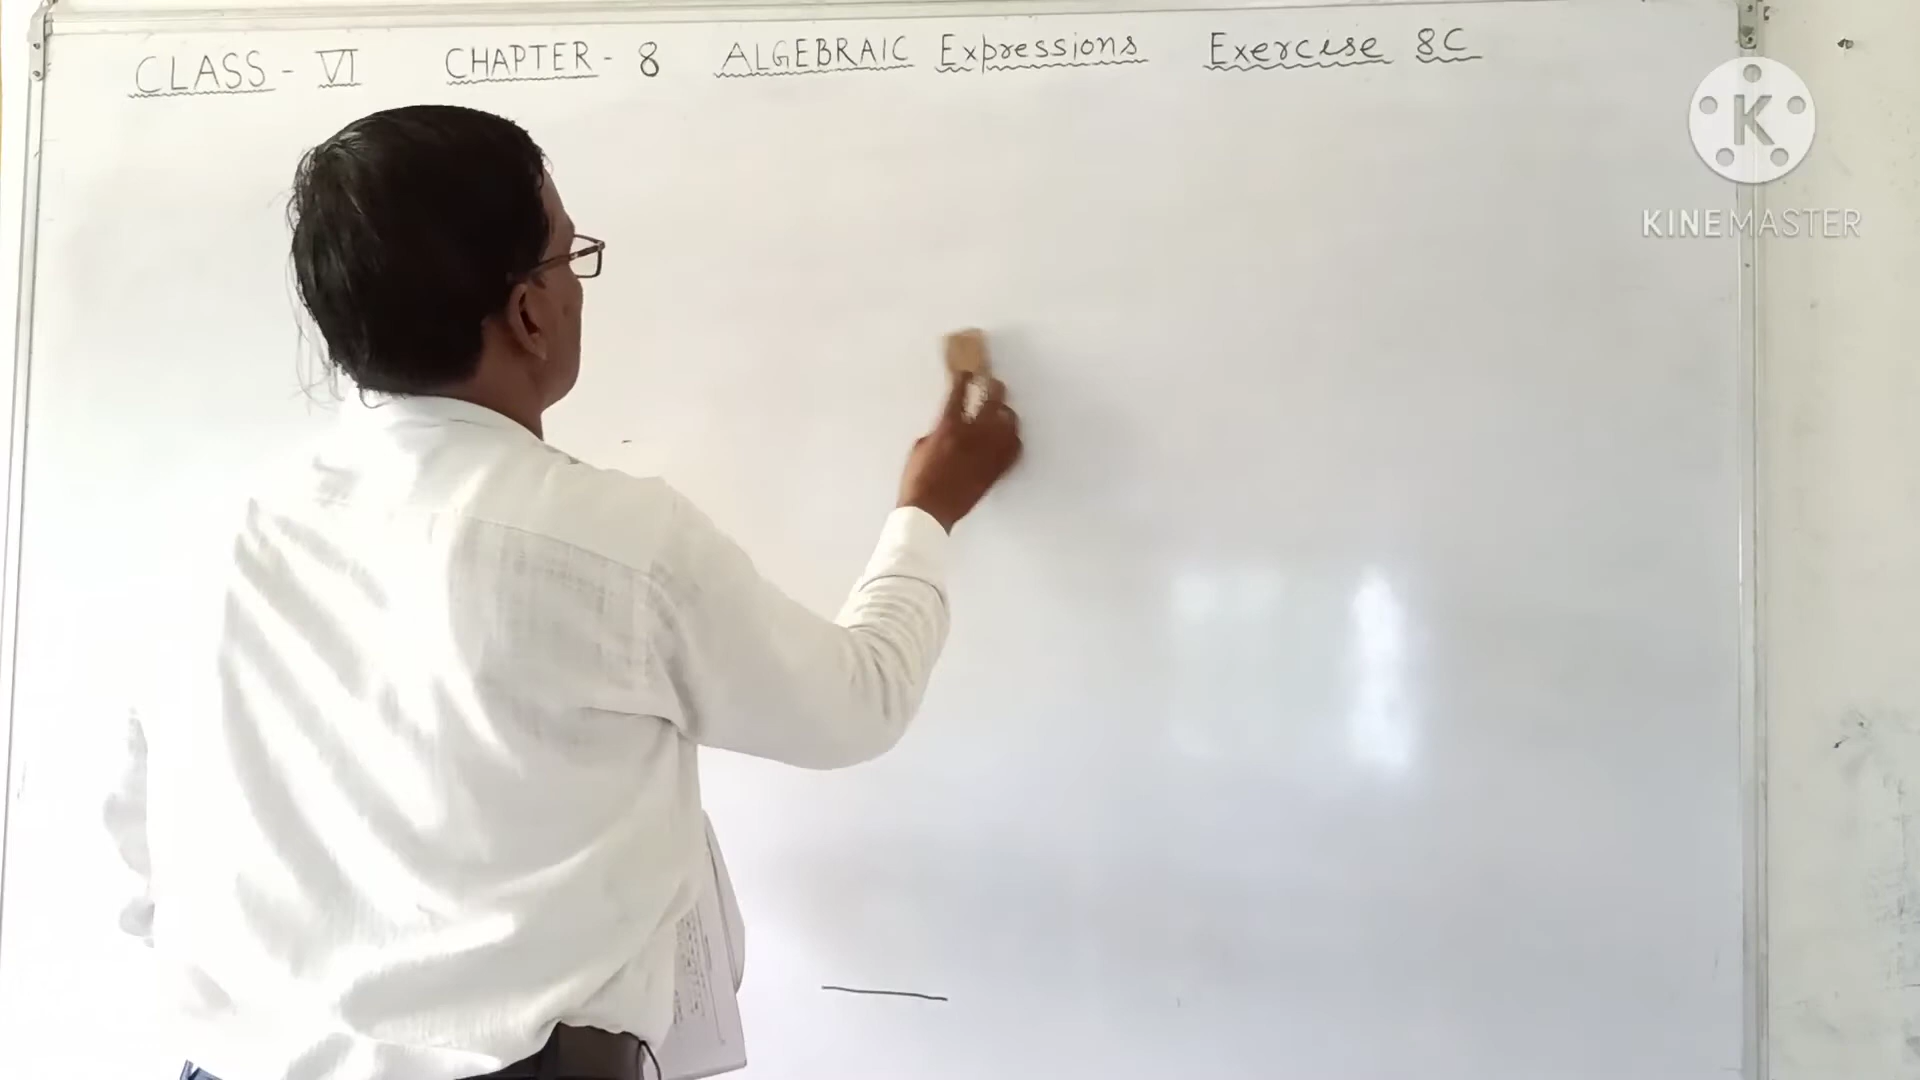 CLASS - VI CHAPTER - 8 ALGEBRAIC Expressions Exercise 8C
K
KINEMASTER